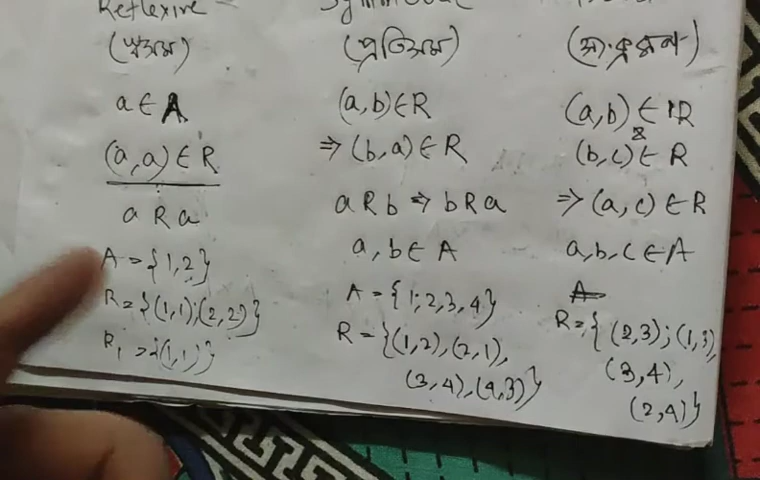 Reflexive
(স্বসম)
a ∈ A
(a,a) ∈ R
a R a
A = {1,2}
R = {(1,1);(2,2)}
R₁ = {(1,1)}
(প্রতিসম)
(a,b) ∈ R
⇒ (b,a) ∈ R
a R b ⇒ b R a
a, b ∈ A
A = {1,2,3,4}
R = {(1,2), (2,1),
(3,4), (4,3)}
(সংক্রমণ)
(a,b) ∈ R
&
(b,c) ∈ R
⇒ (a,c) ∈ R
a,b,c ∈ A
A
R = { (2,3); (1,3)
(3,4),
(2,4)}